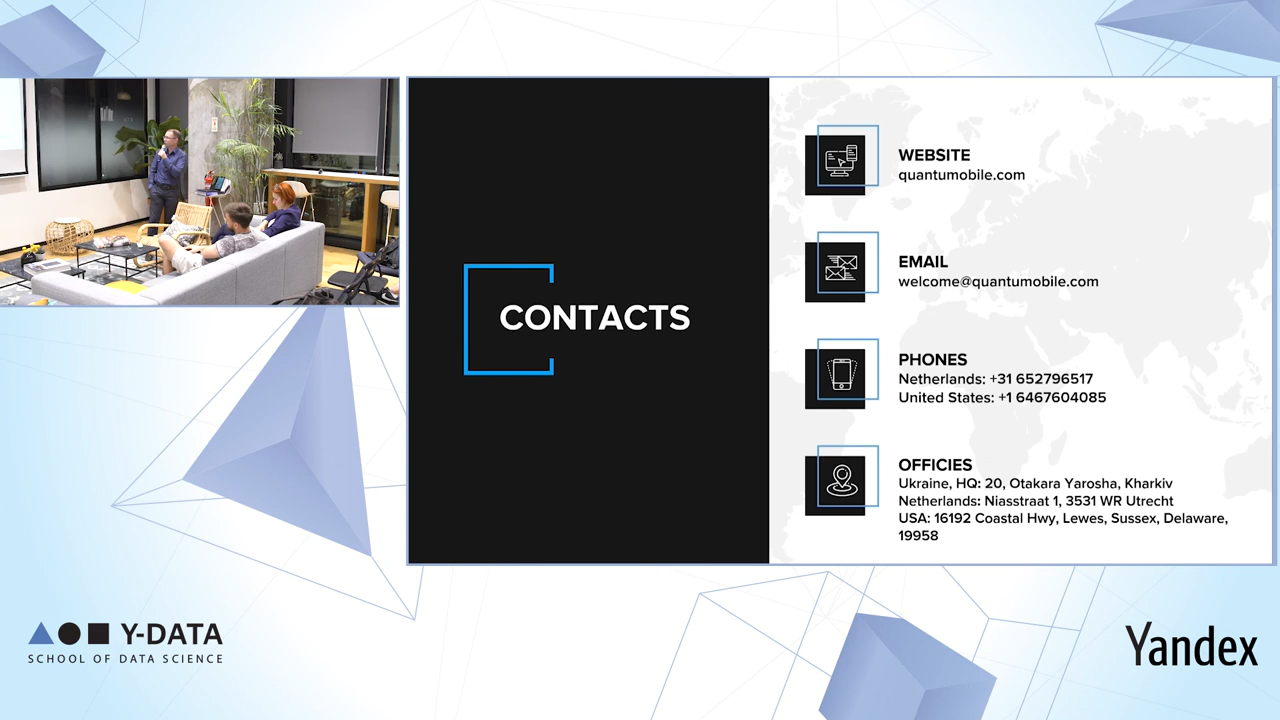 CONTACTS
WEBSITE
quantumobile.com
EMAIL
welcome@quantumobile.com
PHONES
Netherlands: +31 652796517
United States: +1 6467604085
OFFICIES
Ukraine, HQ: 20, Otakara Yarosha, Kharkiv
Netherlands: Niasstraat 1, 3531 WR Utrecht
USA: 16192 Coastal Hwy, Lewes, Sussex, Delaware,
19958
Y-DATA
SCHOOL OF DATA SCIENCE
Yandex